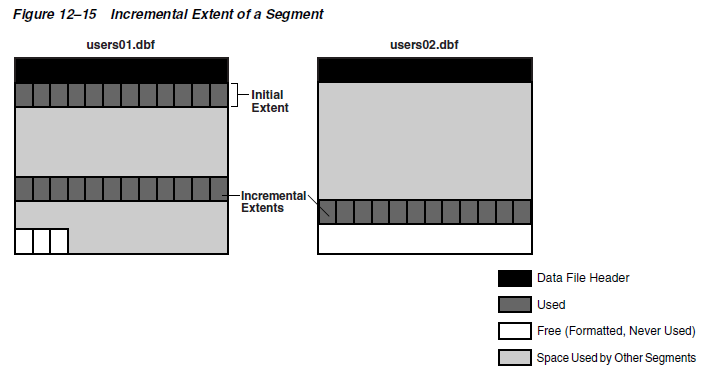 Figure 12–15 Incremental Extent of a Segment
users01.dbf
users02.dbf
Initial
Extent
Incremental
Extents
Data File Header
Used
Free (Formatted, Never Used)
Space Used by Other Segments